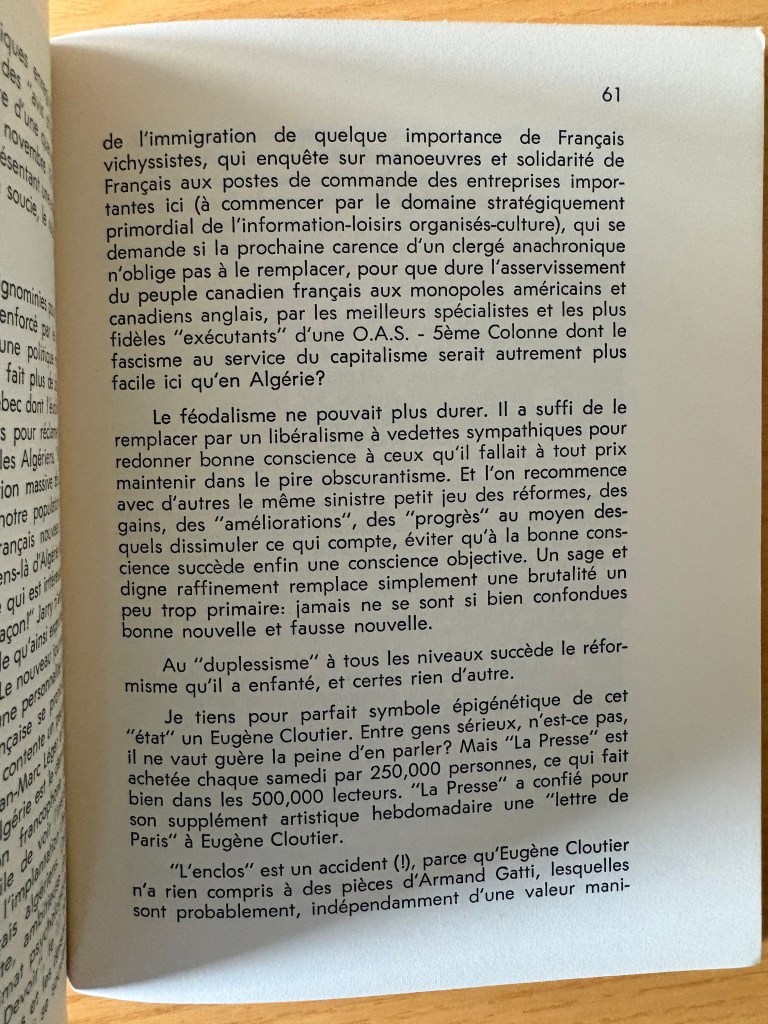 61
de l'immigration de quelque importance de Français
vichyssistes, qui enquête sur manoeuvres et solidarité de
Français aux postes de commande des entreprises impor-
tantes ici (à commencer par le domaine stratégiquement
primordial de l'information-loisirs organisés-culture), qui se
demande si la prochaine carence d'un clergé anachronique
n'oblige pas à le remplacer, pour que dure l'asservissement
du peuple canadien français aux monopoles américains et
canadiens anglais, par les meilleurs spécialistes et les plus
fidèles "exécutants" d'une O.A.S. - 5ème Colonne dont le
fascisme au service du capitalisme serait autrement plus
facile ici qu'en Algérie?
Le féodalisme ne pouvait plus durer. Il a suffi de le
remplacer par un libéralisme à vedettes sympathiques pour
redonner bonne conscience à ceux qu'il fallait à tout prix
maintenir dans le pire obscurantisme. Et l'on recommence
avec d'autres le même sinistre petit jeu des réformes, des
gains, des "améliorations", des "progrès" au moyen des-
quels dissimuler ce qui compte, éviter qu'à la bonne cons-
cience succède enfin une conscience objective. Un sage et
digne raffinement remplace simplement une brutalité un
peu trop primaire: jamais ne se sont si bien confondues
bonne nouvelle et fausse nouvelle.
Au "duplessisme" à tous les niveaux succède le réfor-
misme qu'il a enfanté, et certes rien d'autre.
Je tiens pour parfait symbole épigénétique de cet
"état" un Eugène Cloutier. Entre gens sérieux, n'est-ce pas,
il ne vaut guère la peine d'en parler? Mais "La Presse" est
achetée chaque samedi par 250,000 personnes, ce qui fait
bien dans les 500,000 lecteurs. "La Presse" a confié pour
son supplément artistique hebdomadaire une "lettre de
Paris" à Eugène Cloutier.
"L'enclos" est un accident (!), parce qu'Eugène Cloutier
n'a rien compris à des pièces d'Armand Gatti, lesquelles
sont probablement, indépendamment d'une valeur mani-